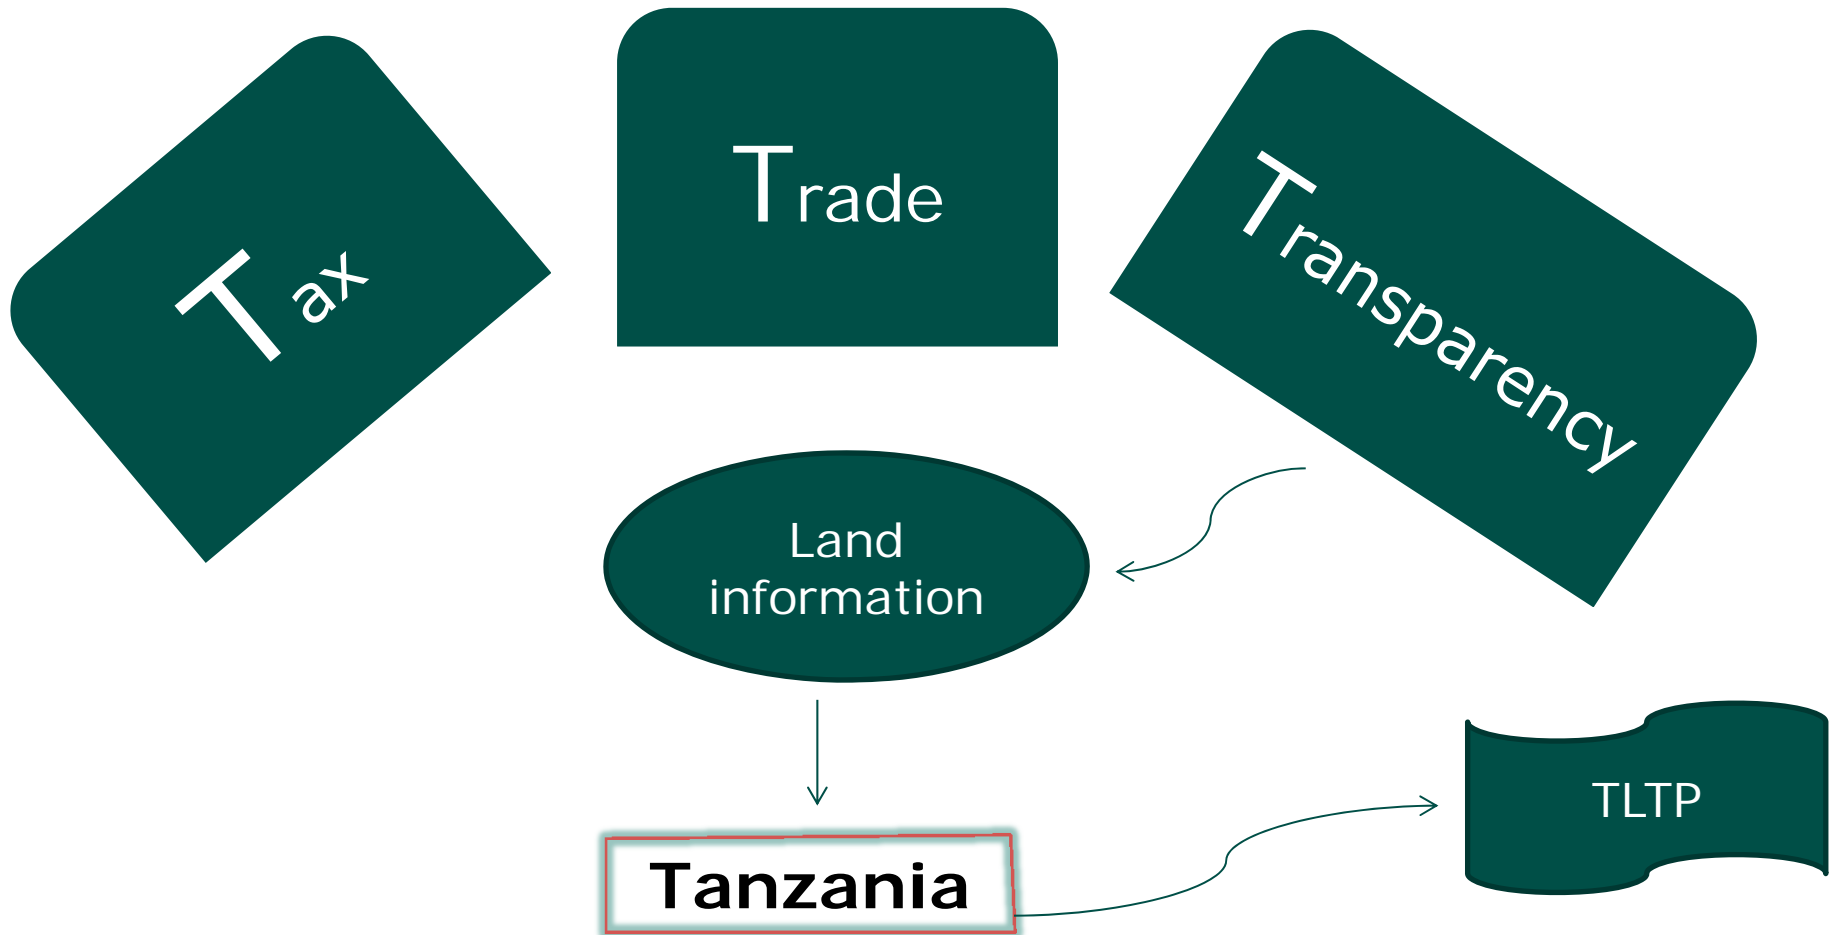 Tax
Trade
Transparency
Land
information
TLTP
Tanzania